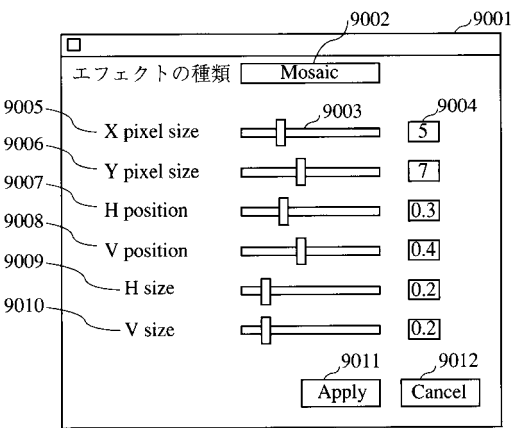 9002
9001
エフェクトの種類 Mosaic
9005
9003
9004
X pixel size
5
9006
Y pixel size
7
9007
H position
0.3
9008
V position
0.4
9009
H size
0.2
9010
V size
0.2
9011
9012
Apply
Cancel